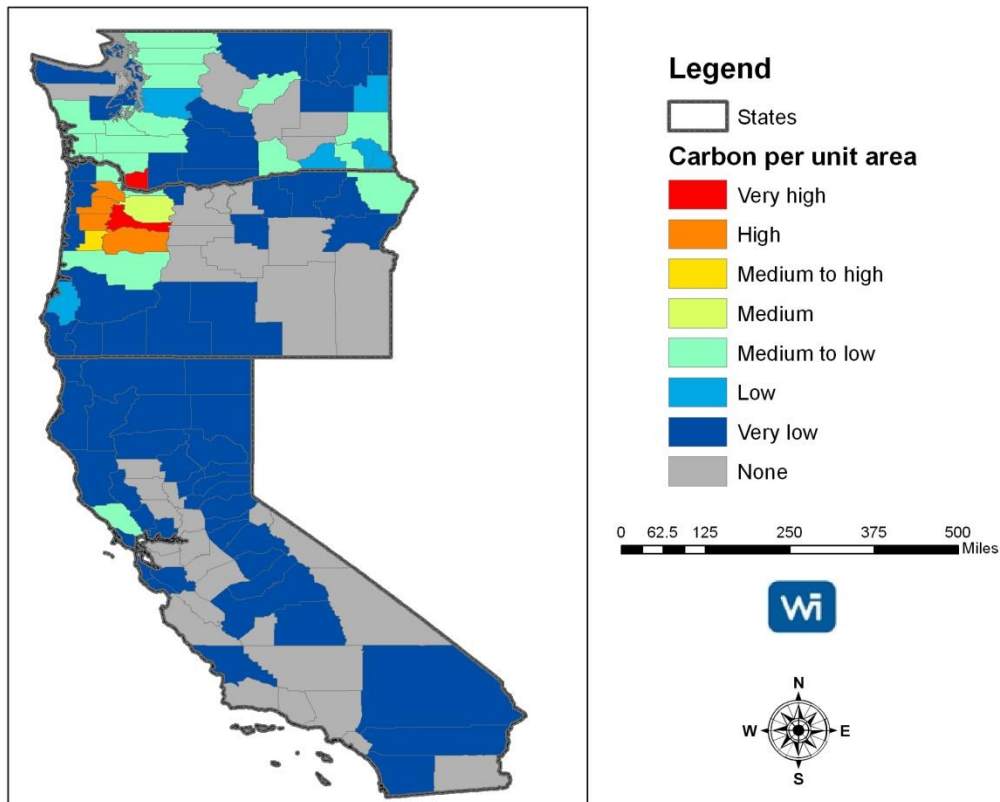 Legend
States
Carbon per unit area
Very high
High
Medium to high
Medium
Medium to low
Low
Very low
None
0 62.5 125 250 375 500
Miles
Wi
N
W E
S